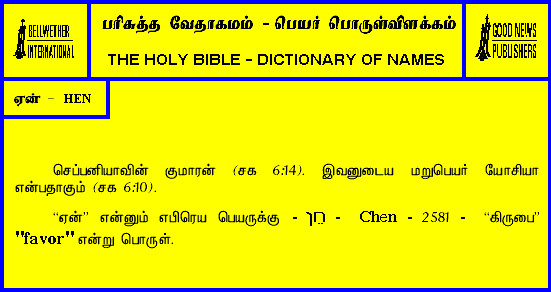 BELLWETHER
INTERNATIONAL
பரிசுத்த வேதாகமம் - பெயர் பொருள்விளக்கம்
THE HOLY BIBLE - DICTIONARY OF NAMES
GOOD NEWS
PUBLISHERS
ஏன் - HEN
செப்பனியாவின் குமாரன் (சக 6:14). இவனுடைய மறுபெயர் யோசியா
என்பதாகும் (சக 6:10).
“ஏன்” என்னும் எபிரெய பெயருக்கு - חֵן - Chen - 2581 - “கிருபை”
"favor" என்று பொருள்.